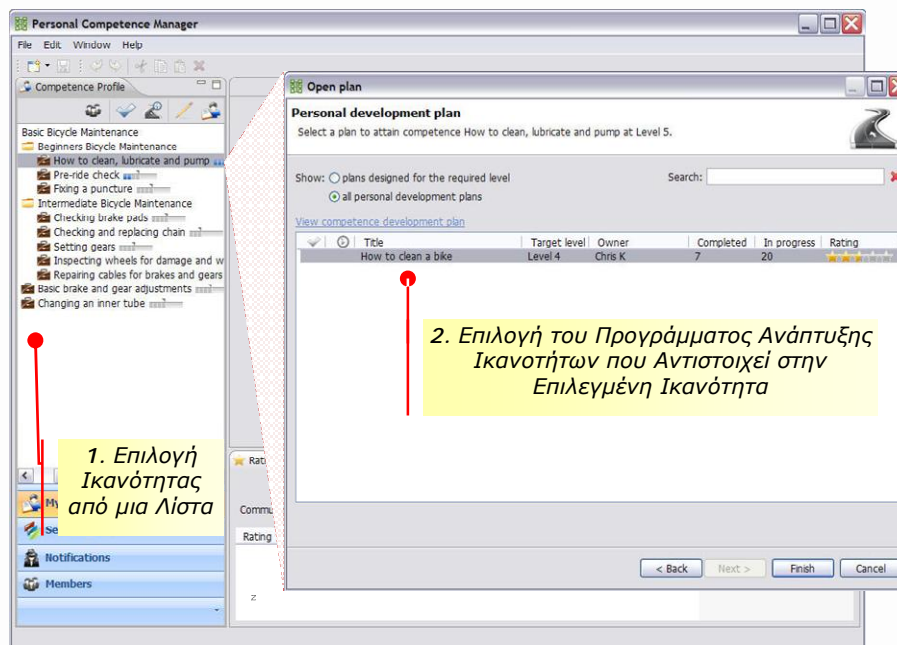 Personal Competence Manager
File Edit Window Help
Competence Profile
Basic Bicycle Maintenance
Beginners Bicycle Maintenance
How to clean, lubricate and pump
Pre-ride check
Fixing a puncture
Intermediate Bicycle Maintenance
Checking brake pads
Checking and replacing chain
Setting gears
Inspecting wheels for damage and w
Repairing cables for brakes and gears
Basic brake and gear adjustments
Changing an inner tube
1. Επιλογή
Ικανότητας
από μια Λίστα
My
Se
Notifications
Members
Rati
Commu
Rating
z
Open plan
Personal development plan
Select a plan to attain competence How to clean, lubricate and pump at Level 5.
Show: plans designed for the required level
Search:
all personal development plans
View competence development plan
Title Target level Owner Completed In progress Rating
How to clean a bike Level 4 Chris K 7 20
2. Επιλογή του Προγράμματος Ανάπτυξης
Ικανοτήτων που Αντιστοιχεί στην
Επιλεγμένη Ικανότητα
< Back Next > Finish Cancel